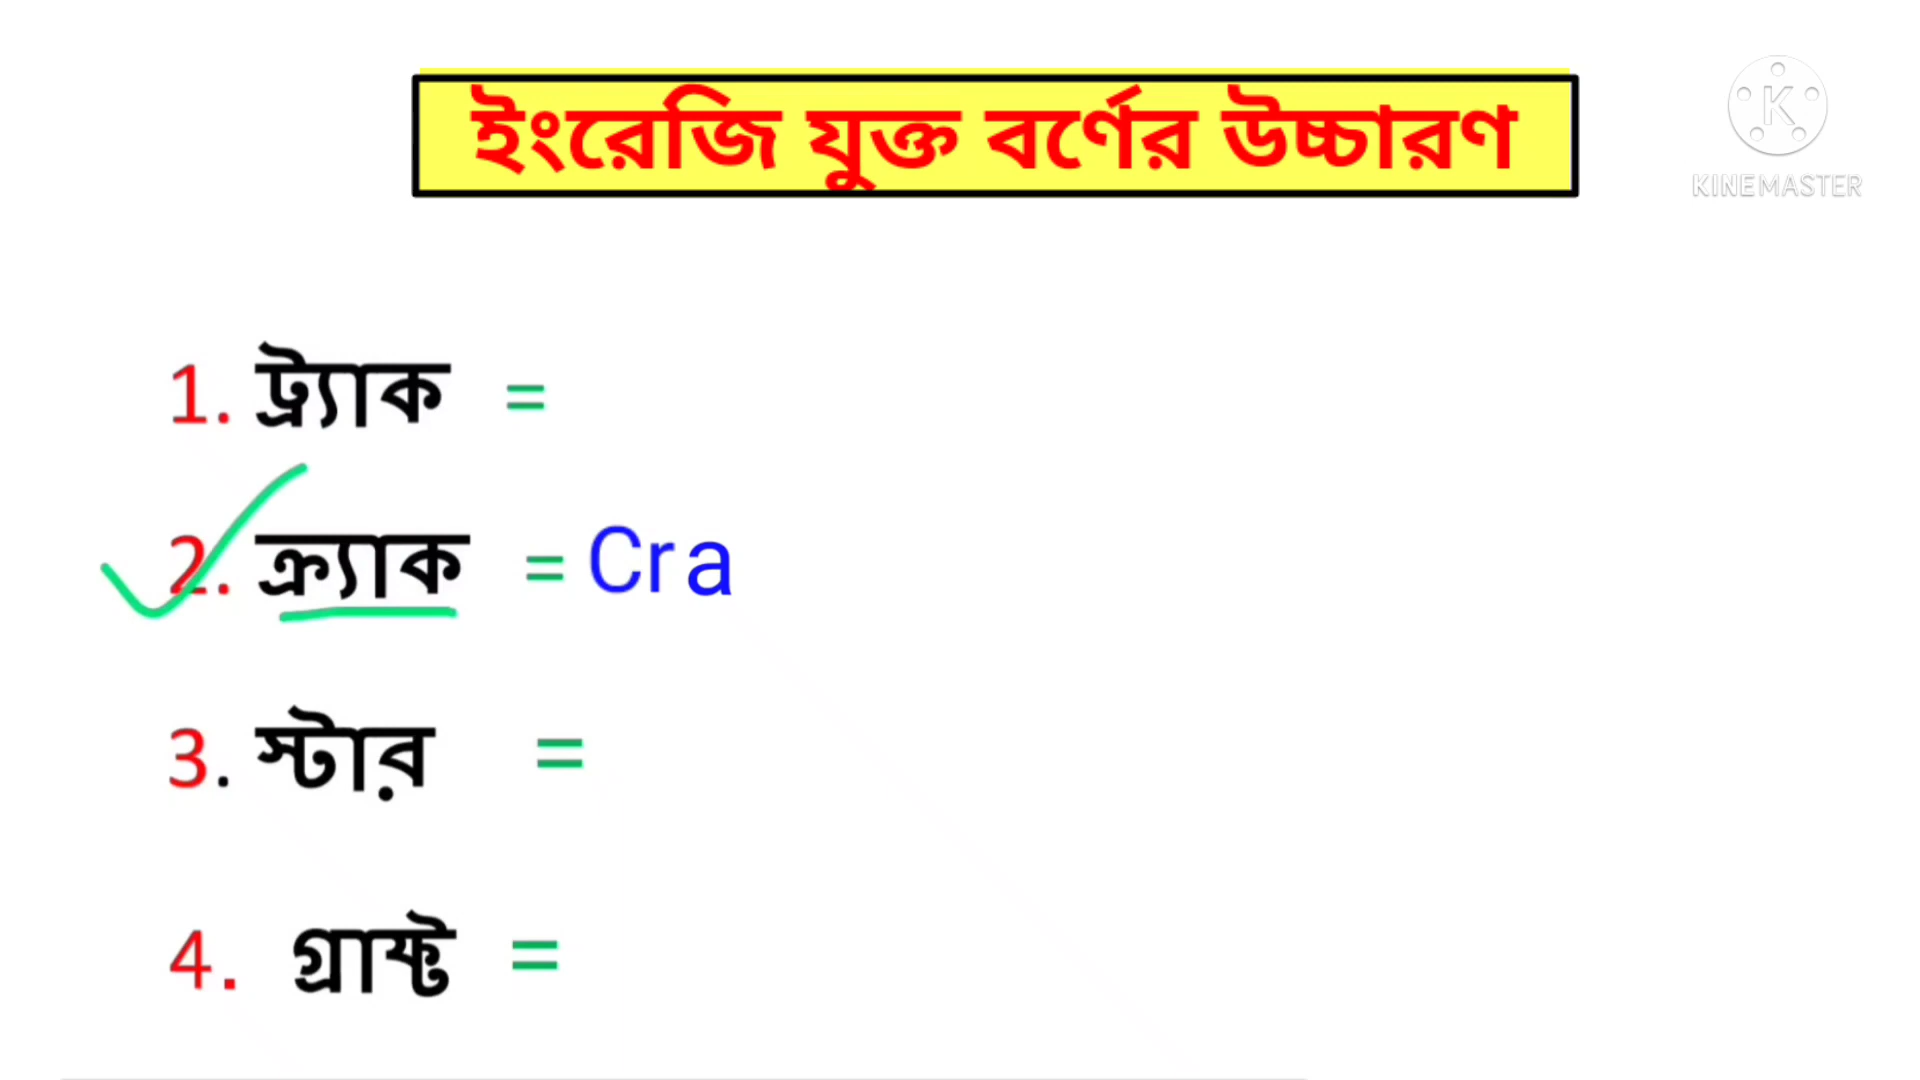 ইংরেজি যুক্ত বর্ণের উচ্চারণ
KINEMASTER
1. ট্র্যাক =
2. ক্র্যাক = Cra
3. স্টার =
4. গ্রাফ্ট =